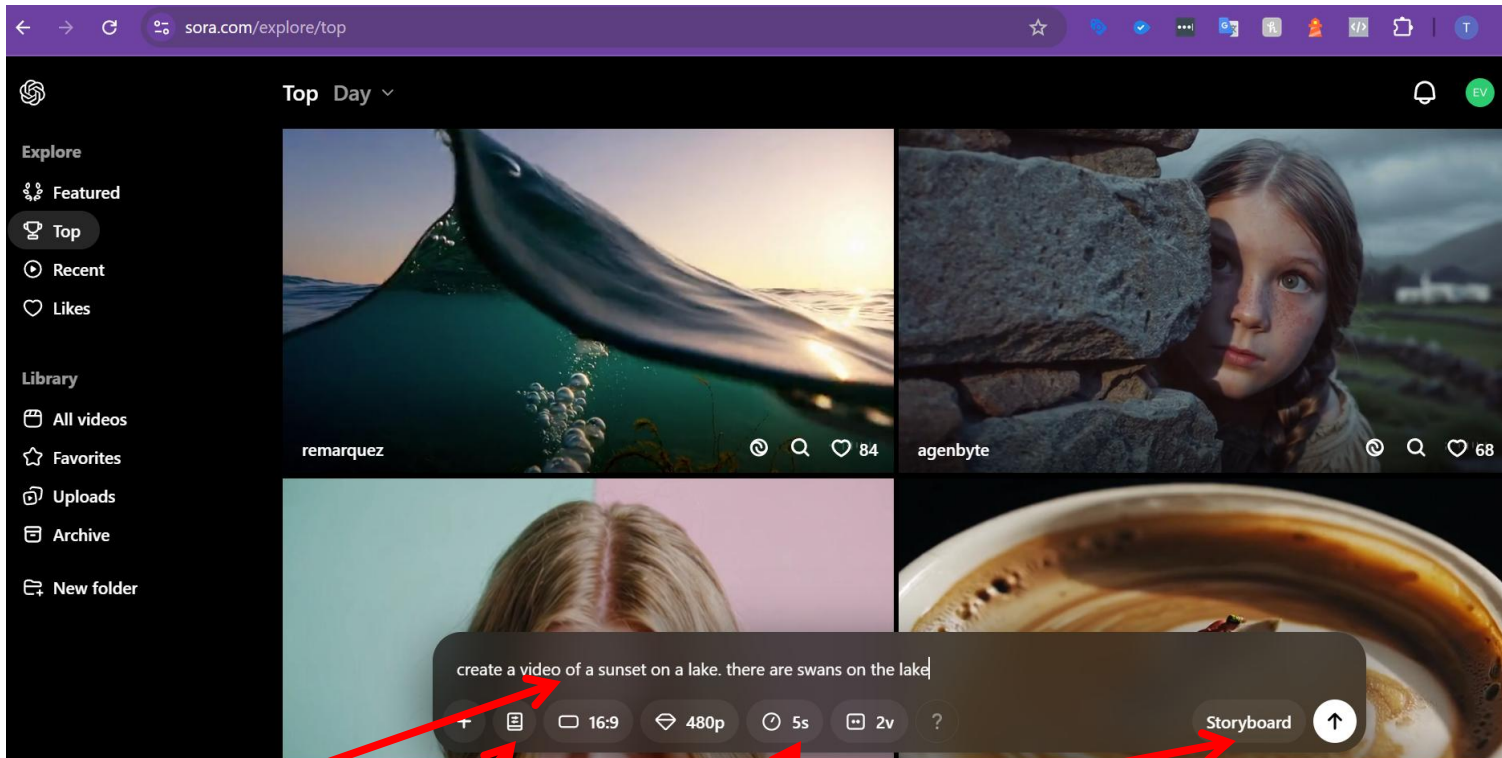 sora.com/explore/top
T
Top Day
EV
Explore
Featured
Top
Recent
Likes
Library
All videos
Favorites
Uploads
Archive
New folder
remarquez
84
agenbyte
68
create a video of a sunset on a lake. there are swans on the lake
16:9
480p
5s
2v
?
Storyboard